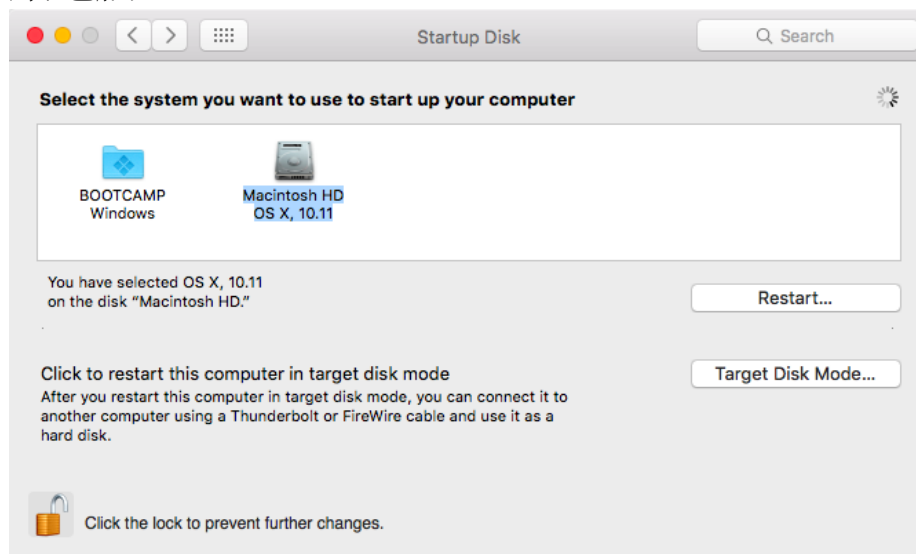 Startup Disk
Search
Select the system you want to use to start up your computer
BOOTCAMP
Windows
Macintosh HD
OS X, 10.11
You have selected OS X, 10.11
on the disk “Macintosh HD.”
Restart...
Click to restart this computer in target disk mode
Target Disk Mode...
After you restart this computer in target disk mode, you can connect it to
another computer using a Thunderbolt or FireWire cable and use it as a
hard disk.
Click the lock to prevent further changes.